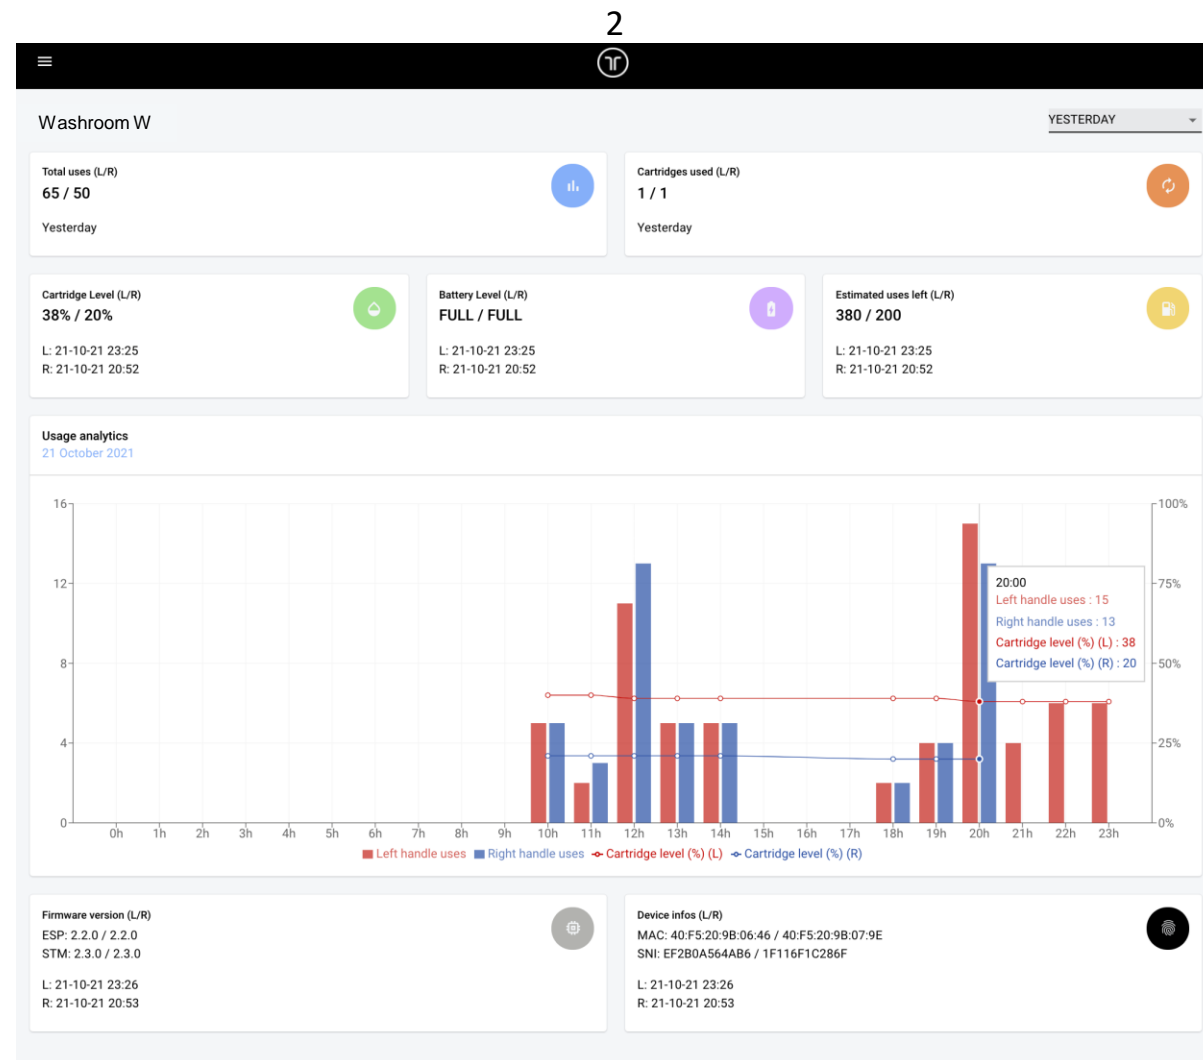 2
Washroom W
YESTERDAY
Total uses (L/R)
65 / 50
Yesterday
Cartridges used (L/R)
1 / 1
Yesterday
Cartridge Level (L/R)
38% / 20%
L: 21-10-21 23:25
R: 21-10-21 20:52
Battery Level (L/R)
FULL / FULL
L: 21-10-21 23:25
R: 21-10-21 20:52
Estimated uses left (L/R)
380 / 200
L: 21-10-21 23:25
R: 21-10-21 20:52
Usage analytics
21 October 2021
16
12
8
4
0
100%
75%
50%
25%
0%
20:00
Left handle uses : 15
Right handle uses : 13
Cartridge level (%) (L) : 38
Cartridge level (%) (R) : 20
0h 1h 2h 3h 4h 5h 6h 7h 8h 9h 10h 11h 12h 13h 14h 15h 16h 17h 18h 19h 20h 21h 22h 23h
Left handle uses Right handle uses Cartridge level (%) (L) Cartridge level (%) (R)
Firmware version (L/R)
ESP: 2.2.0 / 2.2.0
STM: 2.3.0 / 2.3.0
L: 21-10-21 23:26
R: 21-10-21 20:53
Device infos (L/R)
MAC: 40:F5:20:9B:06:46 / 40:F5:20:9B:07:9E
SNI: EF2B0A564AB6 / 1F116F1C286F
L: 21-10-21 23:26
R: 21-10-21 20:53